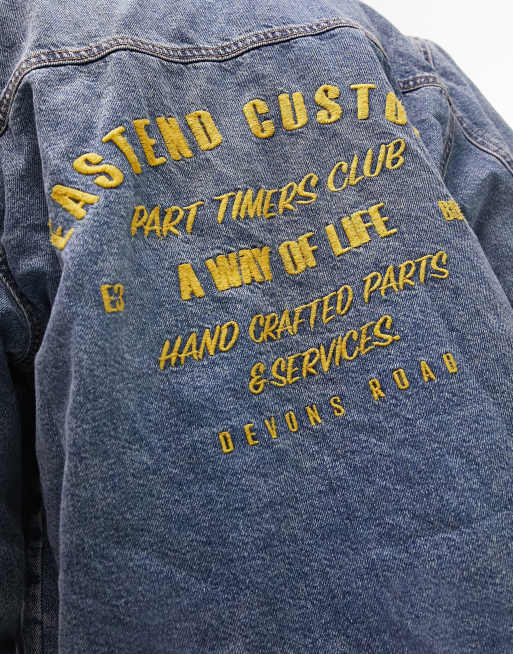 EASTEND CUSTO
PART TIMERS CLUB
A WAY OF LIFE
E3
HAND CRAFTED PARTS
& SERVICES.
DEVONS ROAD